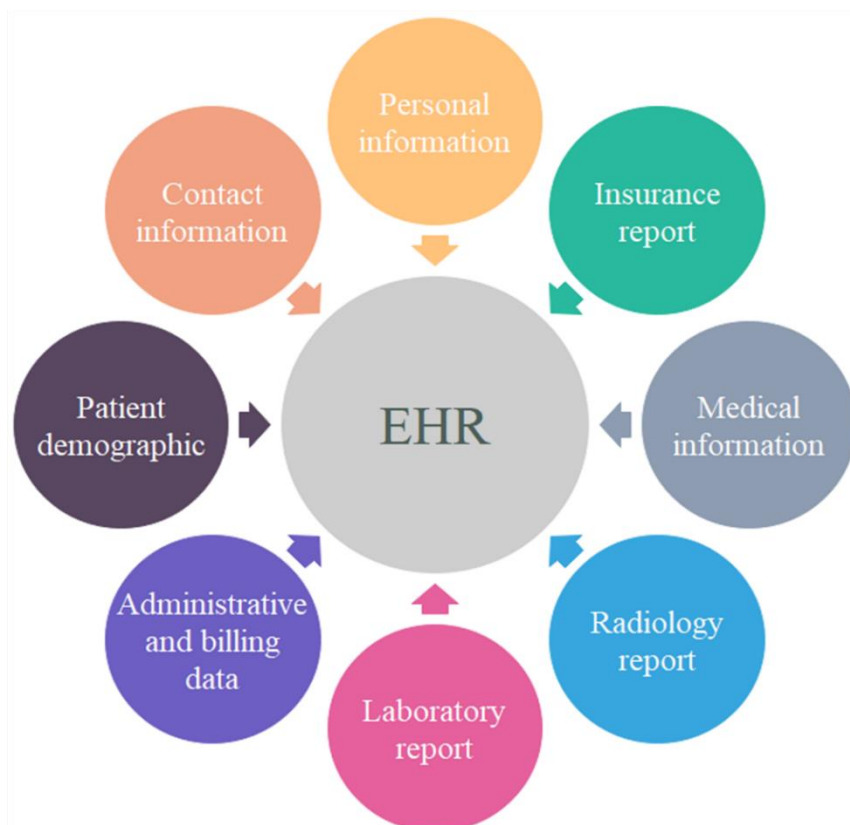 Personal
information
Insurance
report
Medical
information
Radiology
report
Laboratory
report
Administrative
and billing
data
Patient
demographic
Contact
information
EHR